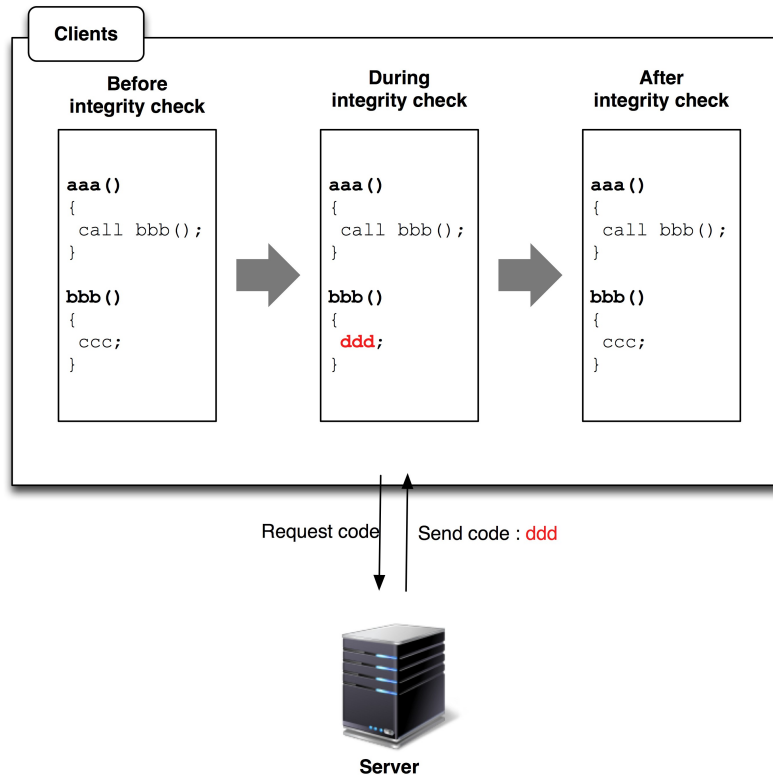 Clients
Before
integrity check
aaa()
{
call bbb();
}
bbb()
{
ccc;
}
During
integrity check
aaa()
{
call bbb();
}
bbb()
{
ddd;
}
After
integrity check
aaa()
{
call bbb();
}
bbb()
{
ccc;
}
Request code
Send code : ddd
Server